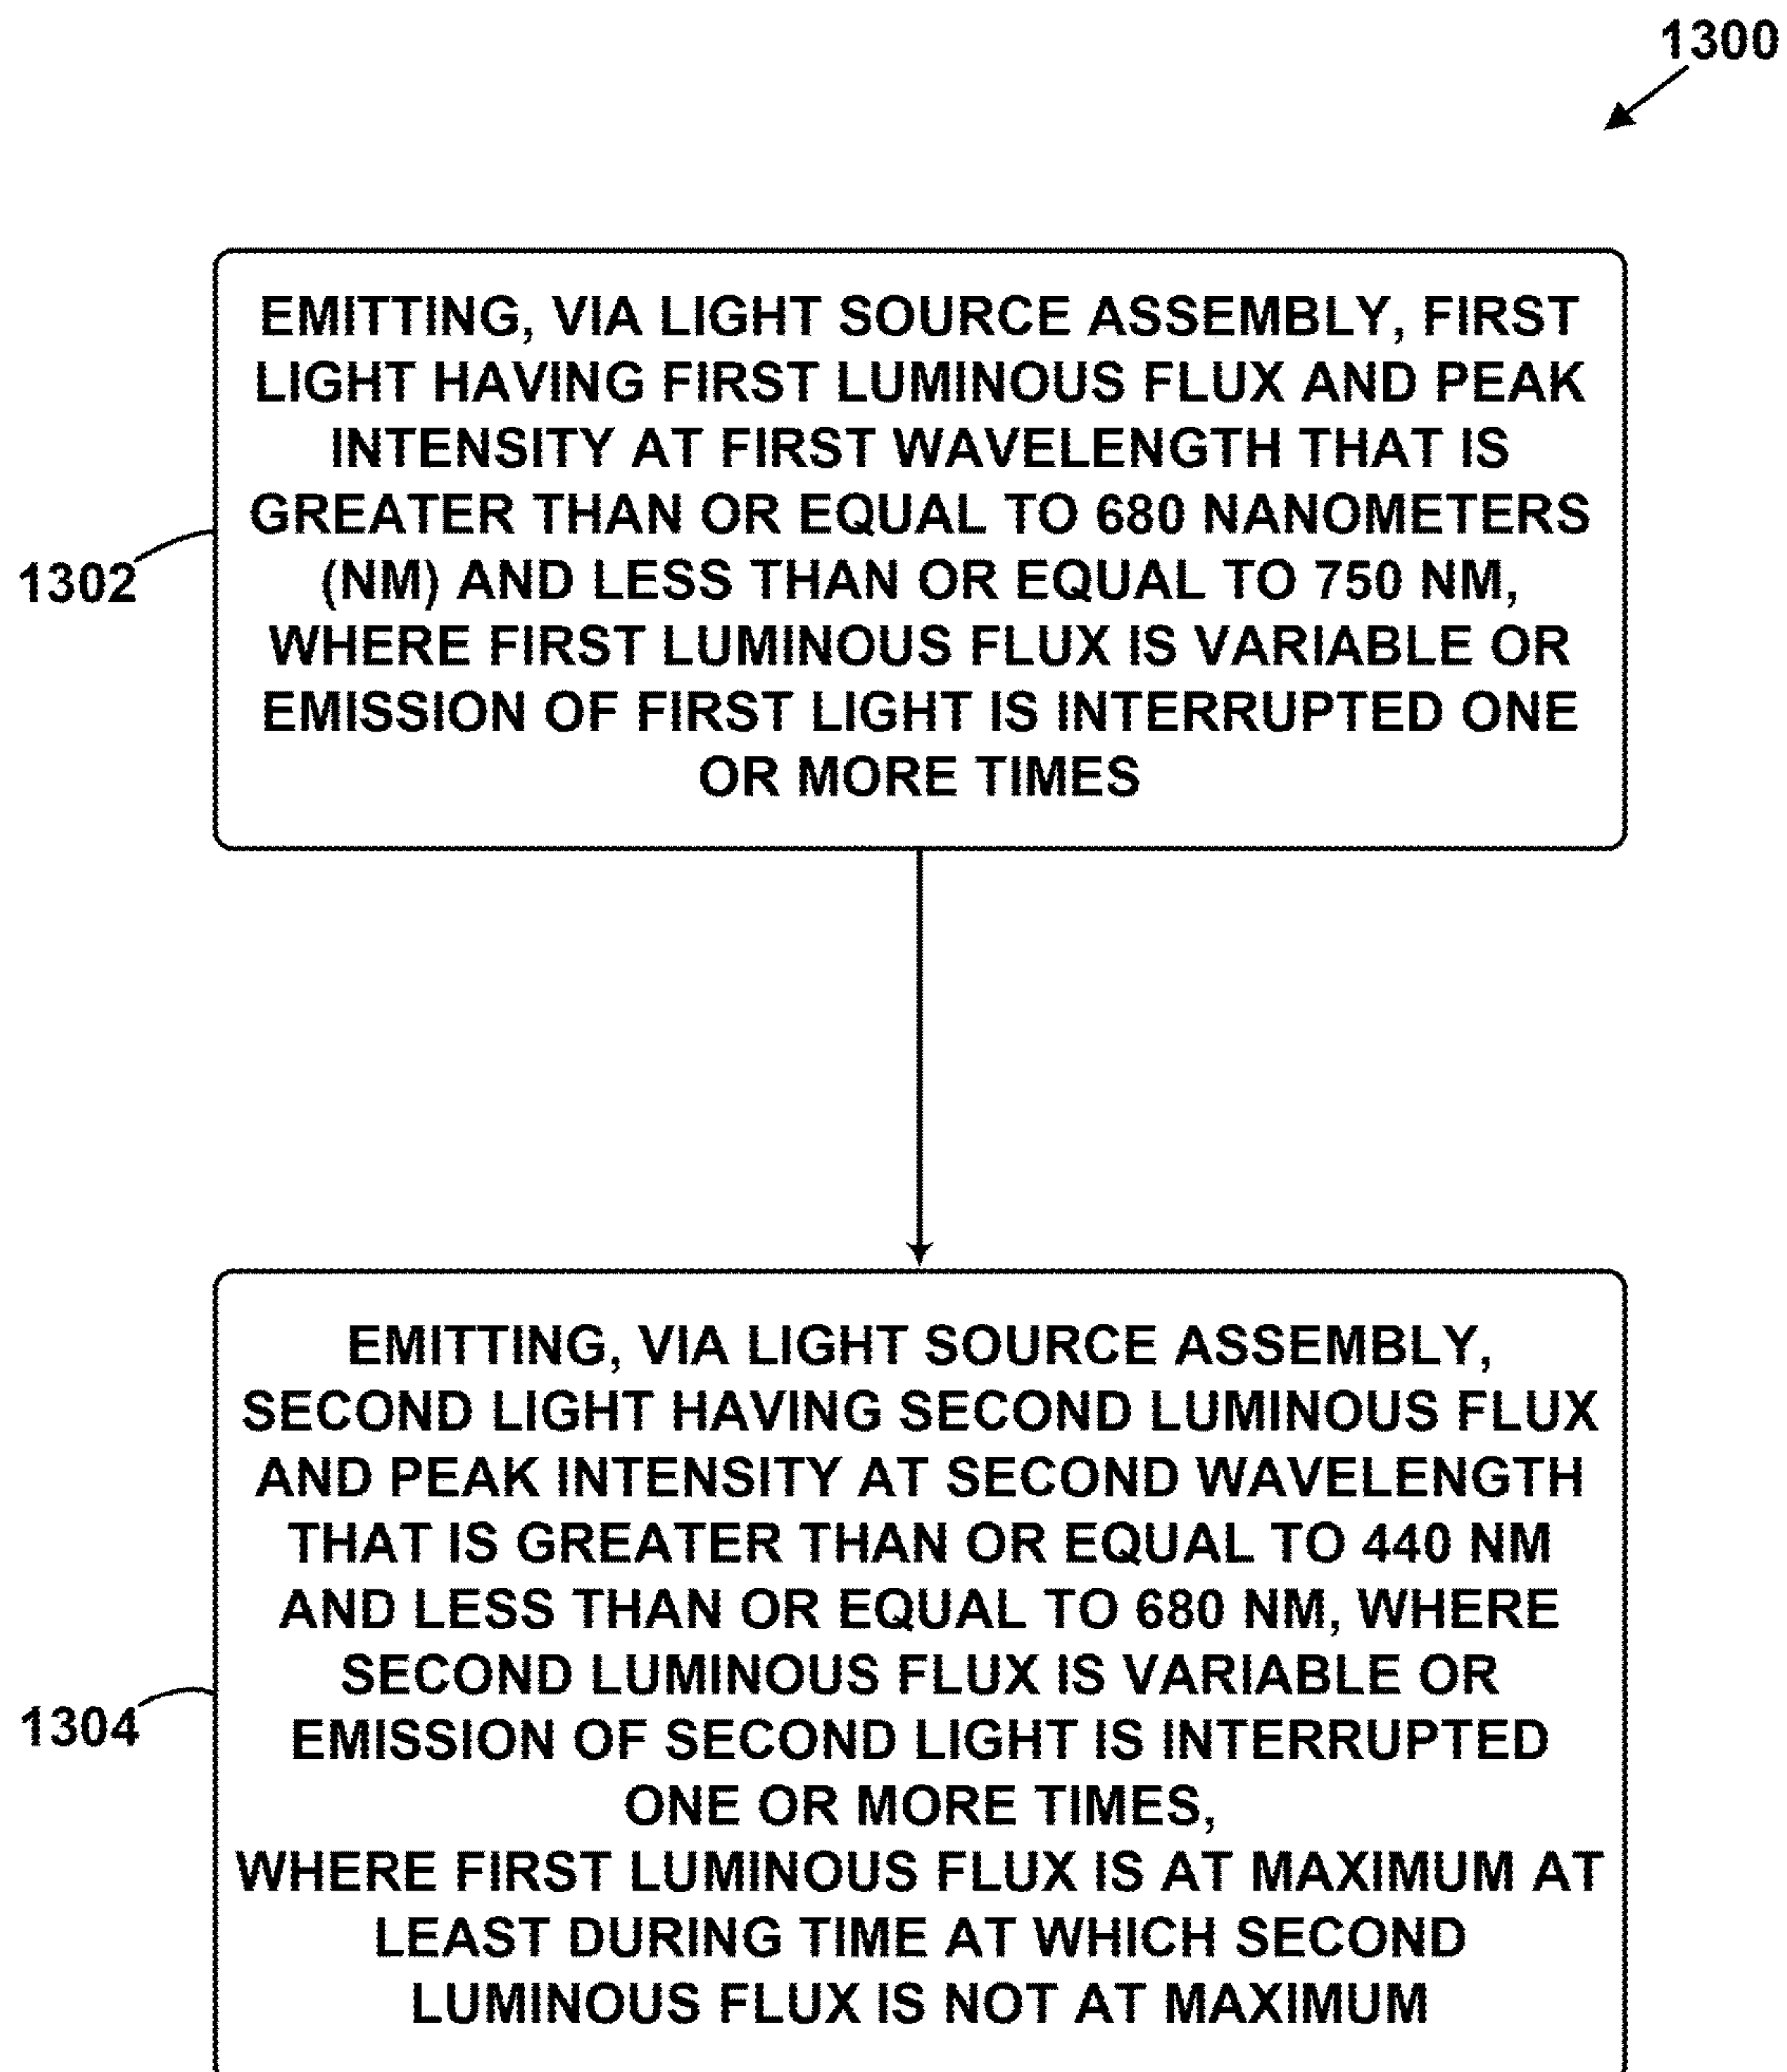 1300
EMITTING, VIA LIGHT SOURCE ASSEMBLY, FIRST
LIGHT HAVING FIRST LUMINOUS FLUX AND PEAK
INTENSITY AT FIRST WAVELENGTH THAT IS
GREATER THAN OR EQUAL TO 680 NANOMETERS
(NM) AND LESS THAN OR EQUAL TO 750 NM,
WHERE FIRST LUMINOUS FLUX IS VARIABLE OR
EMISSION OF FIRST LIGHT IS INTERRUPTED ONE
OR MORE TIMES
1302
EMITTING, VIA LIGHT SOURCE ASSEMBLY,
SECOND LIGHT HAVING SECOND LUMINOUS FLUX
AND PEAK INTENSITY AT SECOND WAVELENGTH
THAT IS GREATER THAN OR EQUAL TO 440 NM
AND LESS THAN OR EQUAL TO 680 NM, WHERE
SECOND LUMINOUS FLUX IS VARIABLE OR
EMISSION OF SECOND LIGHT IS INTERRUPTED
ONE OR MORE TIMES,
WHERE FIRST LUMINOUS FLUX IS AT MAXIMUM AT
LEAST DURING TIME AT WHICH SECOND
LUMINOUS FLUX IS NOT AT MAXIMUM
1304